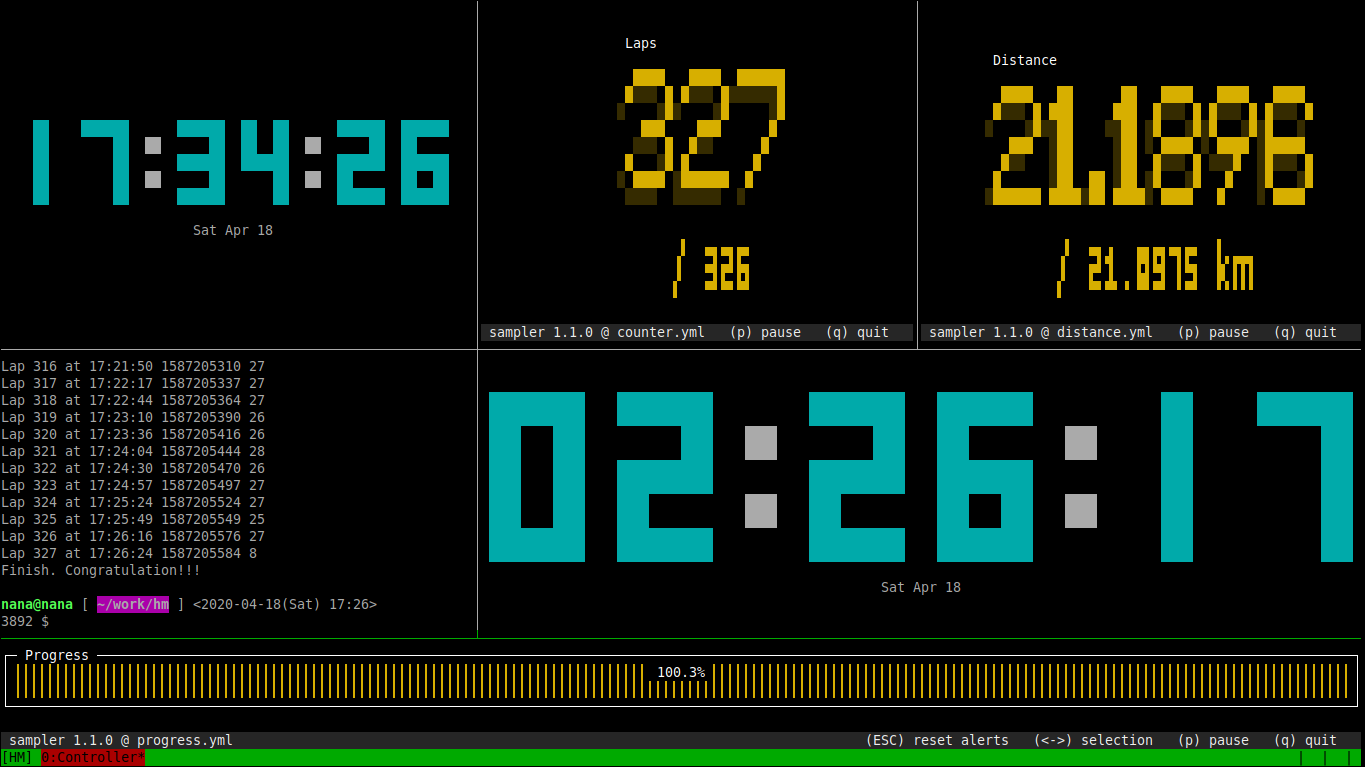 17:34:26
Sat Apr 18
Laps
327
/ 326
sampler 1.1.0 @ counter.yml (p) pause (q) quit
Distance
21.1696
/ 21.0975 km
sampler 1.1.0 @ distance.yml (p) pause (q) quit
Lap 316 at 17:21:50 1587205310 27
Lap 317 at 17:22:17 1587205337 27
Lap 318 at 17:22:44 1587205364 27
Lap 319 at 17:23:10 1587205390 26
Lap 320 at 17:23:36 1587205416 26
Lap 321 at 17:24:04 1587205444 28
Lap 322 at 17:24:30 1587205470 26
Lap 323 at 17:24:57 1587205497 27
Lap 324 at 17:25:24 1587205524 27
Lap 325 at 17:25:49 1587205549 25
Lap 326 at 17:26:16 1587205576 27
Lap 327 at 17:26:24 1587205584 8
Finish. Congratulation!!!
nana@nana [ ~/work/hm ] <2020-04-18(Sat) 17:26>
3892 $
02:26:17
Sat Apr 18
Progress
100.3%
sampler 1.1.0 @ progress.yml (ESC) reset alerts (<->) selection (p) pause (q) quit
[HM] 0:Controller*